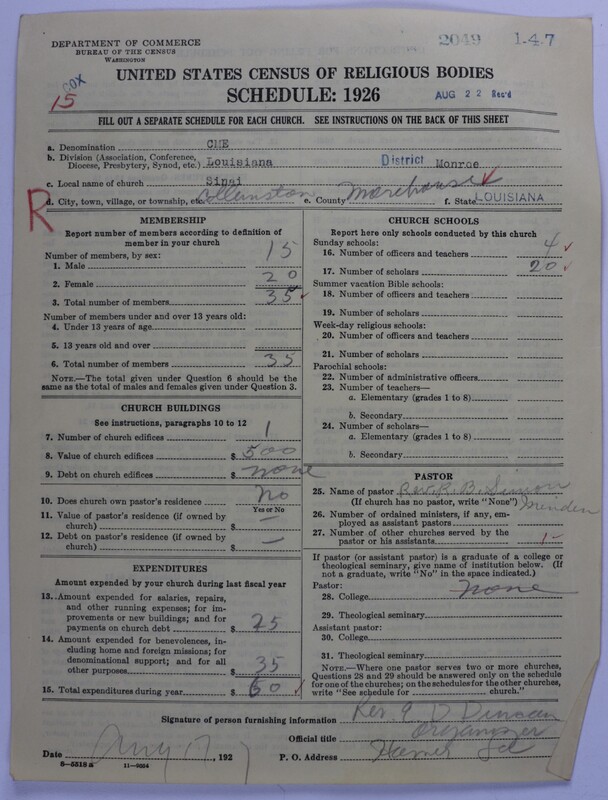 DEPARTMENT OF COMMERCE
BUREAU OF THE CENSUS
WASHINGTON
2049 1-4-7
COX
15
UNITED STATES CENSUS OF RELIGIOUS BODIES
SCHEDULE: 1926
AUG 22 Rec'd
FILL OUT A SEPARATE SCHEDULE FOR EACH CHURCH. SEE INSTRUCTIONS ON THE BACK OF THIS SHEET
a. Denomination CME
b. Division (Association, Conference, Diocese, Presbytery, Synod, etc.) Louisiana District Monroe
c. Local name of church Sinai
R
d. City, town, village, or township, etc. Collinston e. County Morehouse f. State LOUISIANA
MEMBERSHIP
Report number of members according to definition of
member in your church
Number of members, by sex:
1. Male 15
2. Female 20
3. Total number of members 35
Number of members under and over 13 years old:
4. Under 13 years of age
5. 13 years old and over
6. Total number of members 35
NOTE.—The total given under Question 6 should be the
same as the total of males and females given under Question 3.
CHURCH BUILDINGS
See instructions, paragraphs 10 to 12
7. Number of church edifices 1
8. Value of church edifices $ 500
9. Debt on church edifices $ none
10. Does church own pastor's residence No
Yes or No
11. Value of pastor's residence (if owned by
church) $ —
12. Debt on pastor's residence (if owned by
church) $ —
EXPENDITURES
Amount expended by your church during last fiscal year
13. Amount expended for salaries, repairs,
and other running expenses; for im-
provements or new buildings; and for
payments on church debt $ 25
14. Amount expended for benevolences, in-
cluding home and foreign missions; for
denominational support; and for all
other purposes $ 35
15. Total expenditures during year $ 60
CHURCH SCHOOLS
Report here only schools conducted by this church
Sunday schools:
16. Number of officers and teachers 4
17. Number of scholars 20
Summer vacation Bible schools:
18. Number of officers and teachers
19. Number of scholars
Week-day religious schools:
20. Number of officers and teachers
21. Number of scholars
Parochial schools:
22. Number of administrative officers
23. Number of teachers—
a. Elementary (grades 1 to 8)
b. Secondary
24. Number of scholars—
a. Elementary (grades 1 to 8)
b. Secondary
PASTOR
25. Name of pastor Rev. R. B. Simion
(If church has no pastor, write "None") Minden
26. Number of ordained ministers, if any, em-
ployed as assistant pastors
27. Number of other churches served by the
pastor or his assistants 1
If pastor (or assistant pastor) is a graduate of a college or
theological seminary, give name of institution below. (If
not a graduate, write "No" in the space indicated.)
Pastor:
28. College none
29. Theological seminary
Assistant pastor:
30. College
31. Theological seminary
NOTE.—Where one pastor serves two or more churches,
Questions 28 and 29 should be answered only on the schedule
for one of the churches; on the schedules for the other churches,
write "See schedule for church."
Signature of person furnishing information Rev. D Duncan
Official title
Date Aug 17, 192 P. O. Address
8-5518a 11-9094